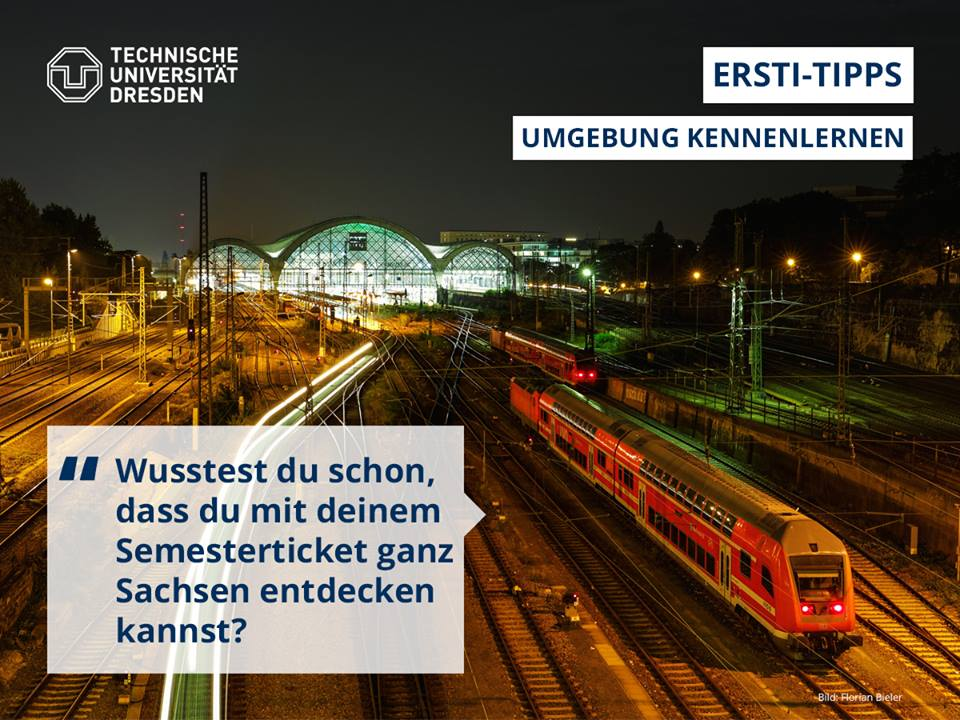 TECHNISCHE
UNIVERSITÄT
DRESDEN
ERSTI-TIPPS
UMGEBUNG KENNENLERNEN
" Wusstest du schon,
dass du mit deinem
Semesterticket ganz
Sachsen entdecken
kannst?
Bild: Florian Bieler